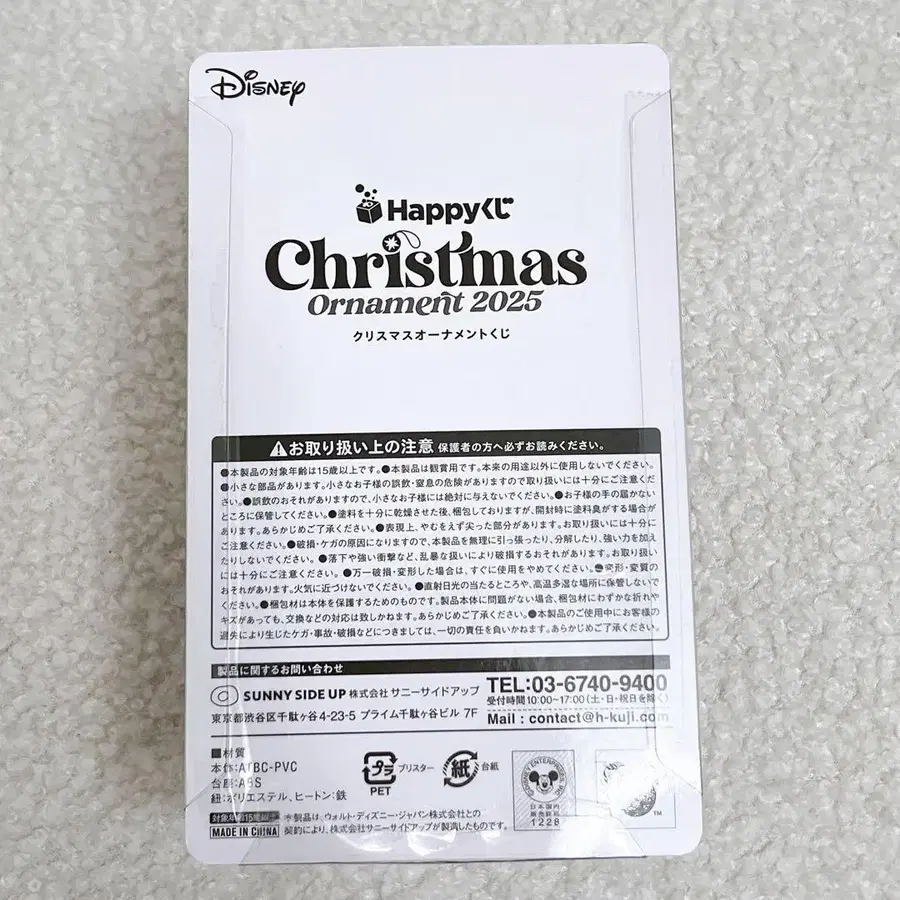 Disney
Happyくじ
Christmas
Ornament 2025
クリスマスオーナメントくじ
お取り扱い上の注意 保護者の方へ必ずお読みください。
●本製品の対象年齢は15歳以上です。●本製品は観賞用です。本来の用途以外に使用しないでください。
●小さな部品があります。小さなお子様の誤飲・窒息の危険がありますので取り扱いには十分にご注意くださ
い。●誤飲のおそれがありますので、小さなお子様には絶対に与えないでください。●お子様の手の届かない
ところに保管してください。●塗料を十分に乾燥させた後、梱包しておりますが、開封時に塗料臭がする場合が
あります。あらかじめご了承ください。●表現上、やむをえず尖った部分があります。お取り扱いには十分に
ご注意ください。●破損・ケガの原因になりますので、本製品を無理に引っ張ったり、分解したり、強い力を加え
たりしないでください。●落下や強い衝撃など、乱暴な扱いにより破損するおそれがあります。お取り扱い
には十分にご注意ください。●万一破損・変形した場合は、すぐに使用をやめてください。●変形・変質の
おそれがあります。火気に近づけないでください。●直射日光の当たるところや、高温多湿な場所に保管しないで
ください。●梱包材は本体を保護するためのものです。製品本体に問題がない場合、梱包材にわずかな折れや
キズがあっても、交換などの対応は致しかねます。あらかじめご了承ください。●本製品のご使用中にお客様の
過失により生じたケガ・事故・破損などにつきましては、一切の責任を負いかねます。あらかじめご了承ください。
製品に関するお問い合わせ
SUNNY SIDE UP 株式会社 サニーサイドアップ
東京都渋谷区千駄ヶ谷4-23-5 プライム千駄ヶ谷ビル 7F
TEL:03-6740-9400
受付時間10:00~17:00(土・日・祝日を除く)
Mail : contact@h-kuji.com
■材質
本体:ATBC-PVC
台座:ABS
紐:ポリエステル、ヒートン:鉄
対象年齢15歳以上
MADE IN CHINA
本製品は、ウォルト・ディズニー・ジャパン株式会社との
契約により、株式会社サニーサイドアップが製造したものです。
プラ
PET
ブリスター
紙
台紙
日本国内
販売証紙
1228
TM